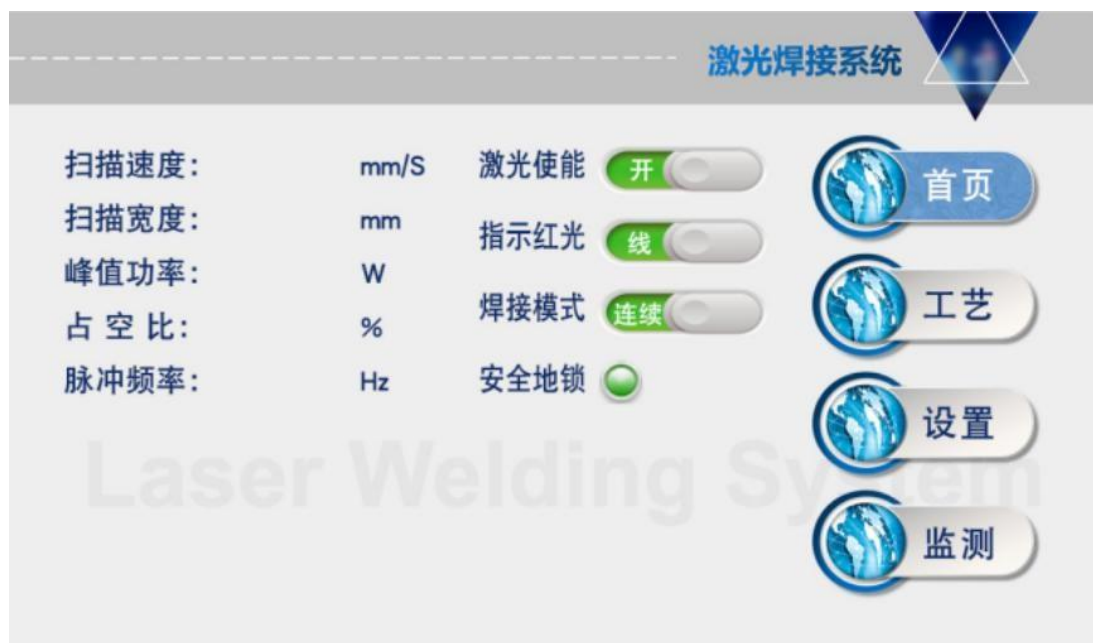 激光焊接系统
扫描速度： mm/S
扫描宽度： mm
峰值功率： W
占空比： %
脉冲频率： Hz
激光使能 开
指示红光 线
焊接模式 连续
安全地锁
首页
工艺
设置
监测
Laser Welding System